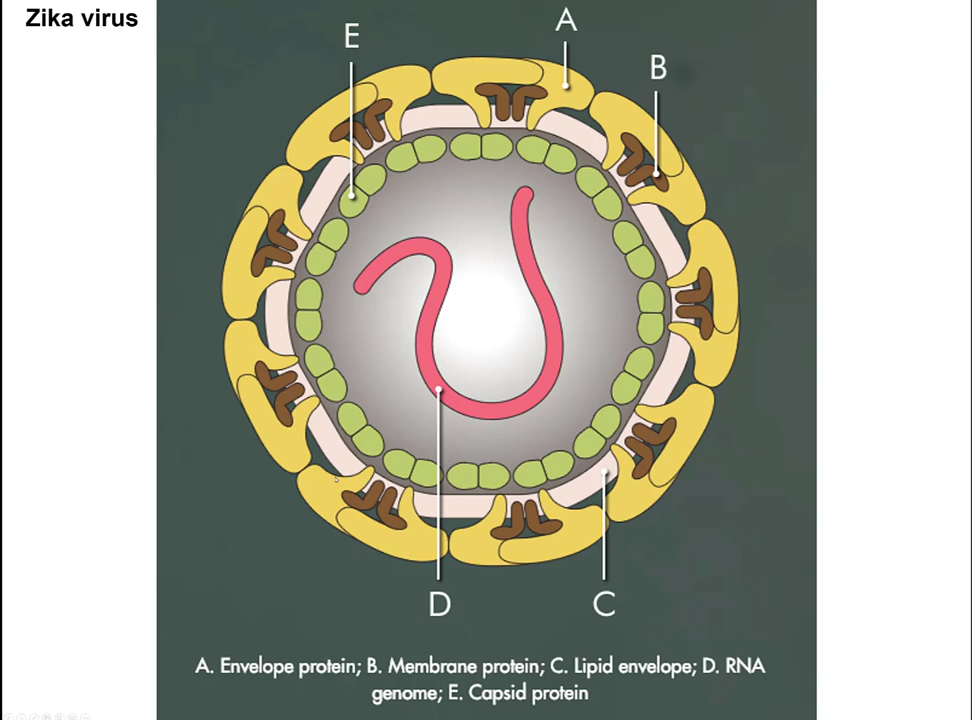 Zika virus
E
A
B
D
C
A. Envelope protein; B. Membrane protein; C. Lipid envelope; D. RNA
genome; E. Capsid protein